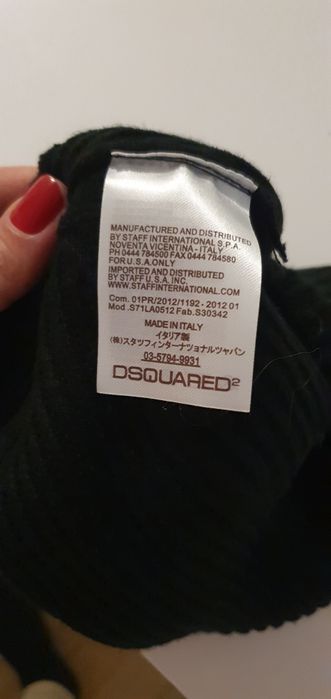 MANUFACTURED AND DISTRIBUTED
BY STAFF INTERNATIONAL S.P.A.
NOVENTA VICENTINA - ITALY
PH 0444 784500 FAX 0444 784580
FOR U.S.A. ONLY
IMPORTED AND DISTRIBUTED
BY STAFF U.S.A, INC.
WWW.STAFFINTERNATIONAL.COM
Com. 01PR/2012/1192 - 2012 01
Mod .S71LA0512 Fab.S30342
MADE IN ITALY
イタリア製
(株)スタッフインターナショナルジャパン
03-5794-9931
DSQUARED2